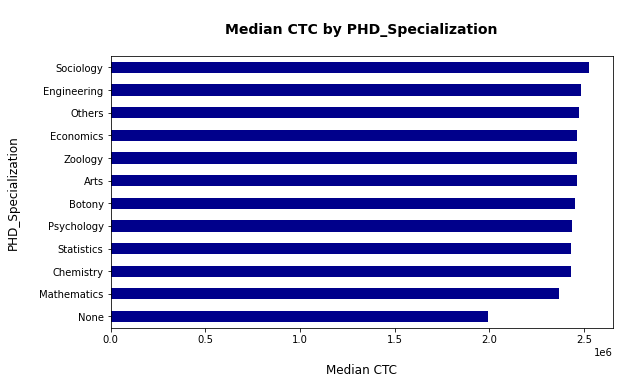 Median CTC by PHD_Specialization
PHD_Specialization
Sociology
Engineering
Others
Economics
Zoology
Arts
Botony
Psychology
Statistics
Chemistry
Mathematics
None
0.0 0.5 1.0 1.5 2.0 2.5
1e6
Median CTC